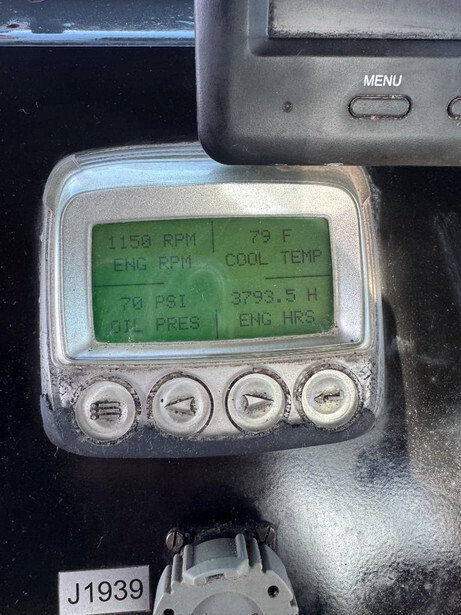 MENU
1150 RPM
ENG RPM
79 F
COOL TEMP
70 PSI
OIL PRES
3793.5 H
ENG HRS
J1939